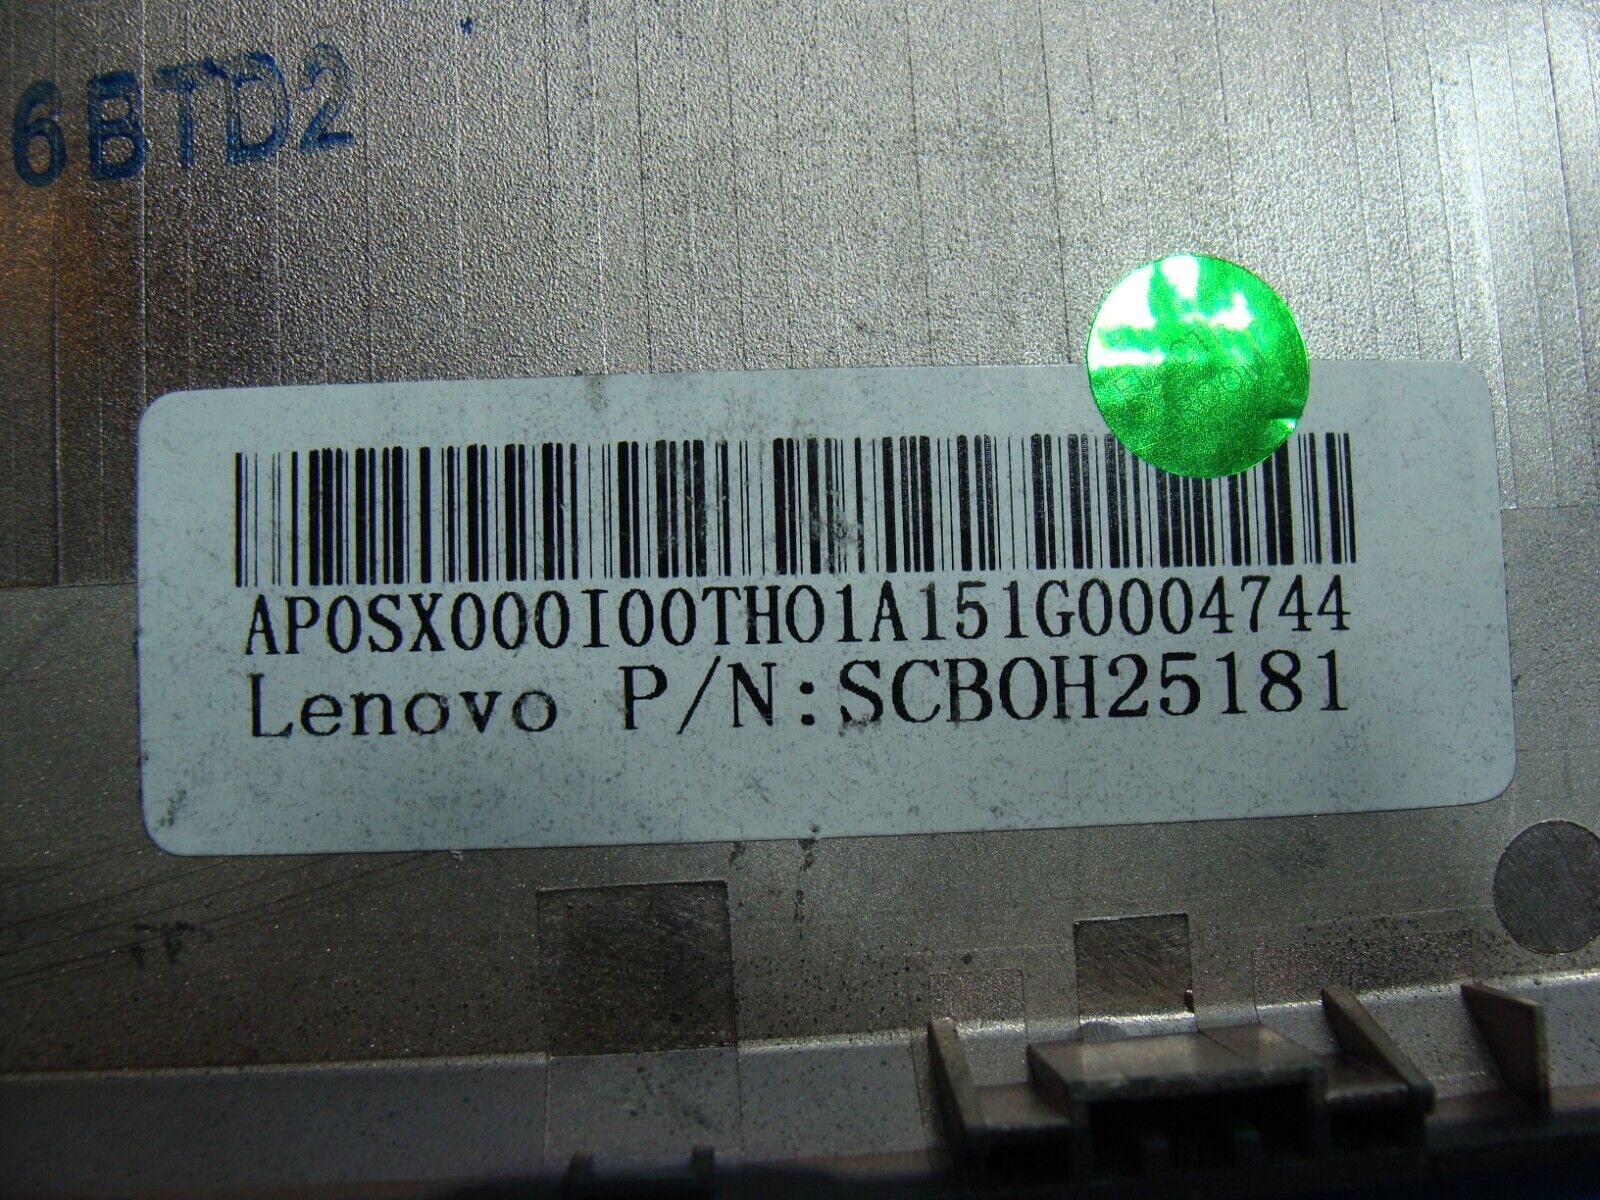 6BTD2
AP0SX000I00TH01A151G0004744
Lenovo P/N:SCB0H25181